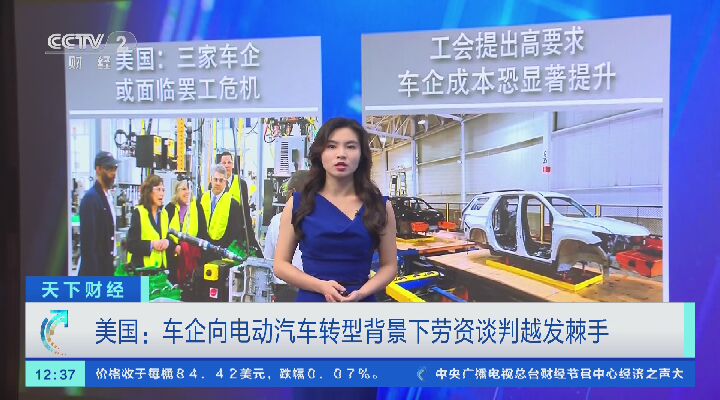 CCTV 2
财 经
美国：三家车企
或面临罢工危机
工会提出高要求
车企成本恐显著提升
天下财经
美国：车企向电动汽车转型背景下劳资谈判越发棘手
12:37
价格收于每桶84．42美元，跌幅0．07%。
中央广播电视总台财经节目中心经济之声大